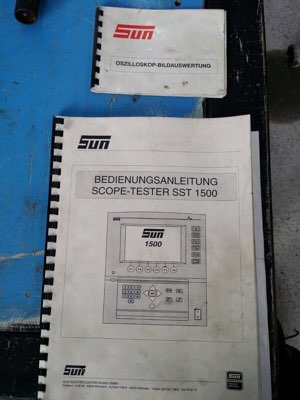 sun
OSZILLOSKOP-BILDAUSWERTUNG
sun
BEDIENUNGSANLEITUNG
SCOPE-TESTER SST 1500
sun
1500
sun
SUN ELECTRIC DEUTSCHLAND GMBH